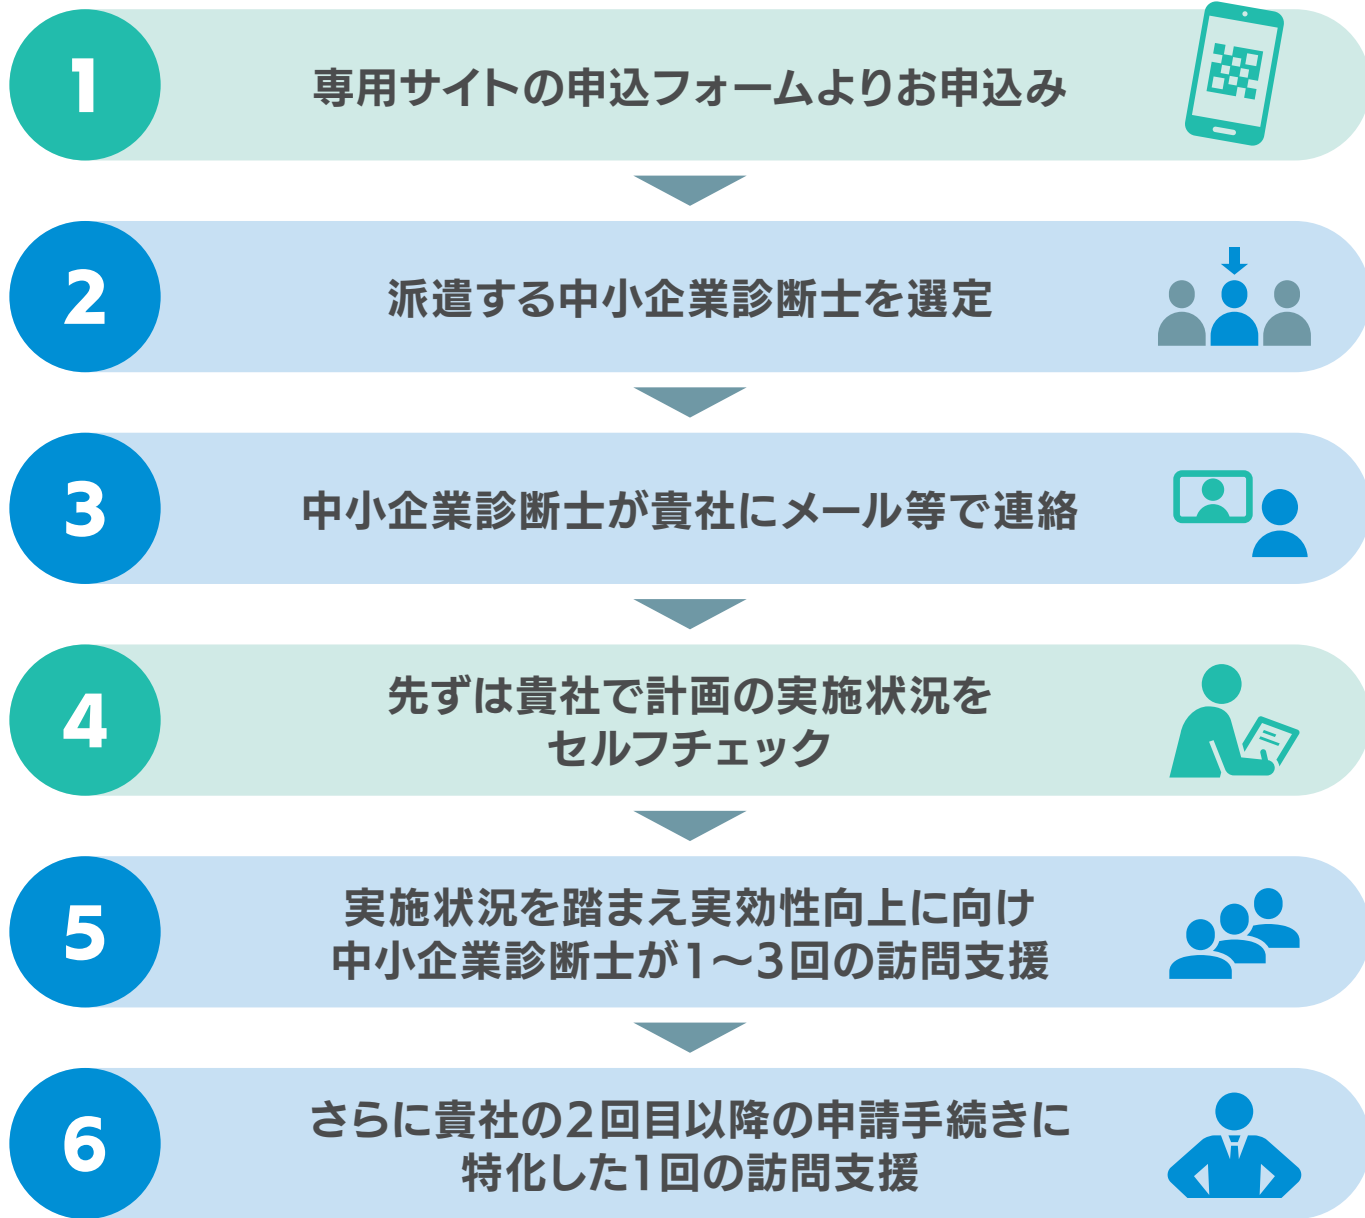 1
専用サイトの申込フォームよりお申込み
2
派遣する中小企業診断士を選定
3
中小企業診断士が貴社にメール等で連絡
4
先ずは貴社で計画の実施状況を
セルフチェック
5
実施状況を踏まえ実効性向上に向け
中小企業診断士が1〜3回の訪問支援
6
さらに貴社の2回目以降の申請手続きに
特化した1回の訪問支援